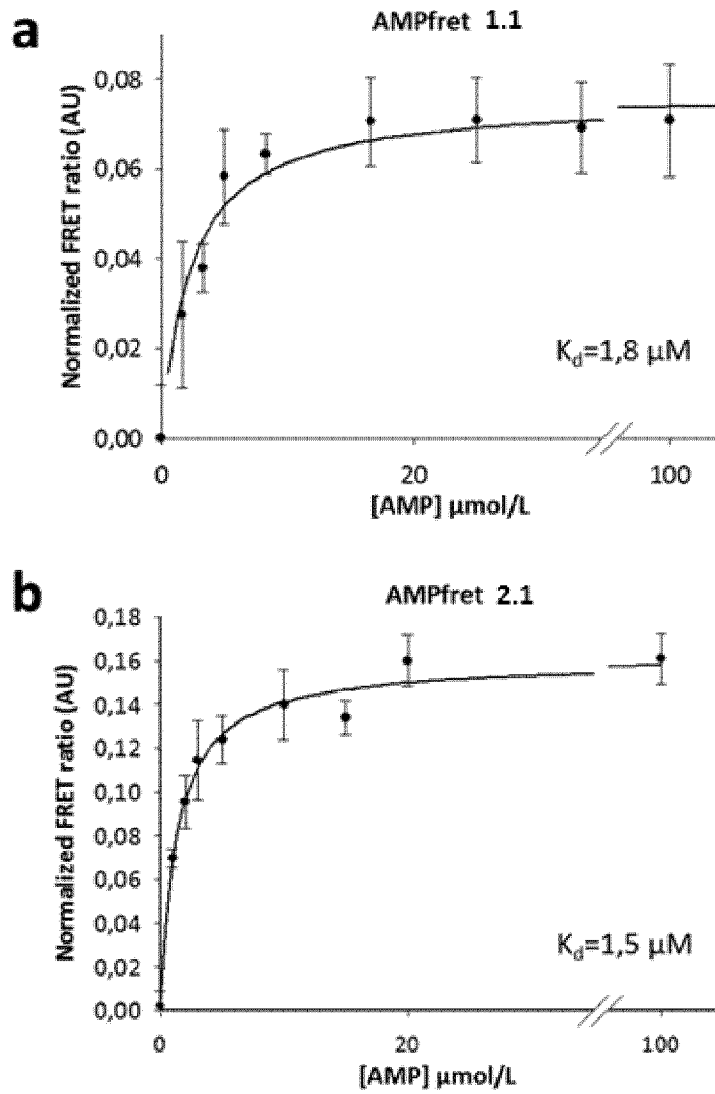 a
AMPfret 1.1
Normalized FRET ratio (AU)
0,08
0,06
0,04
0,02
0,00
Kd=1,8 µM
0
20
100
[AMP] µmol/L
b
AMPfret 2.1
Normalized FRET ratio (AU)
0,18
0,16
0,14
0,12
0,10
0,08
0,06
0,04
0,02
0,00
Kd=1,5 µM
0
20
100
[AMP] µmol/L